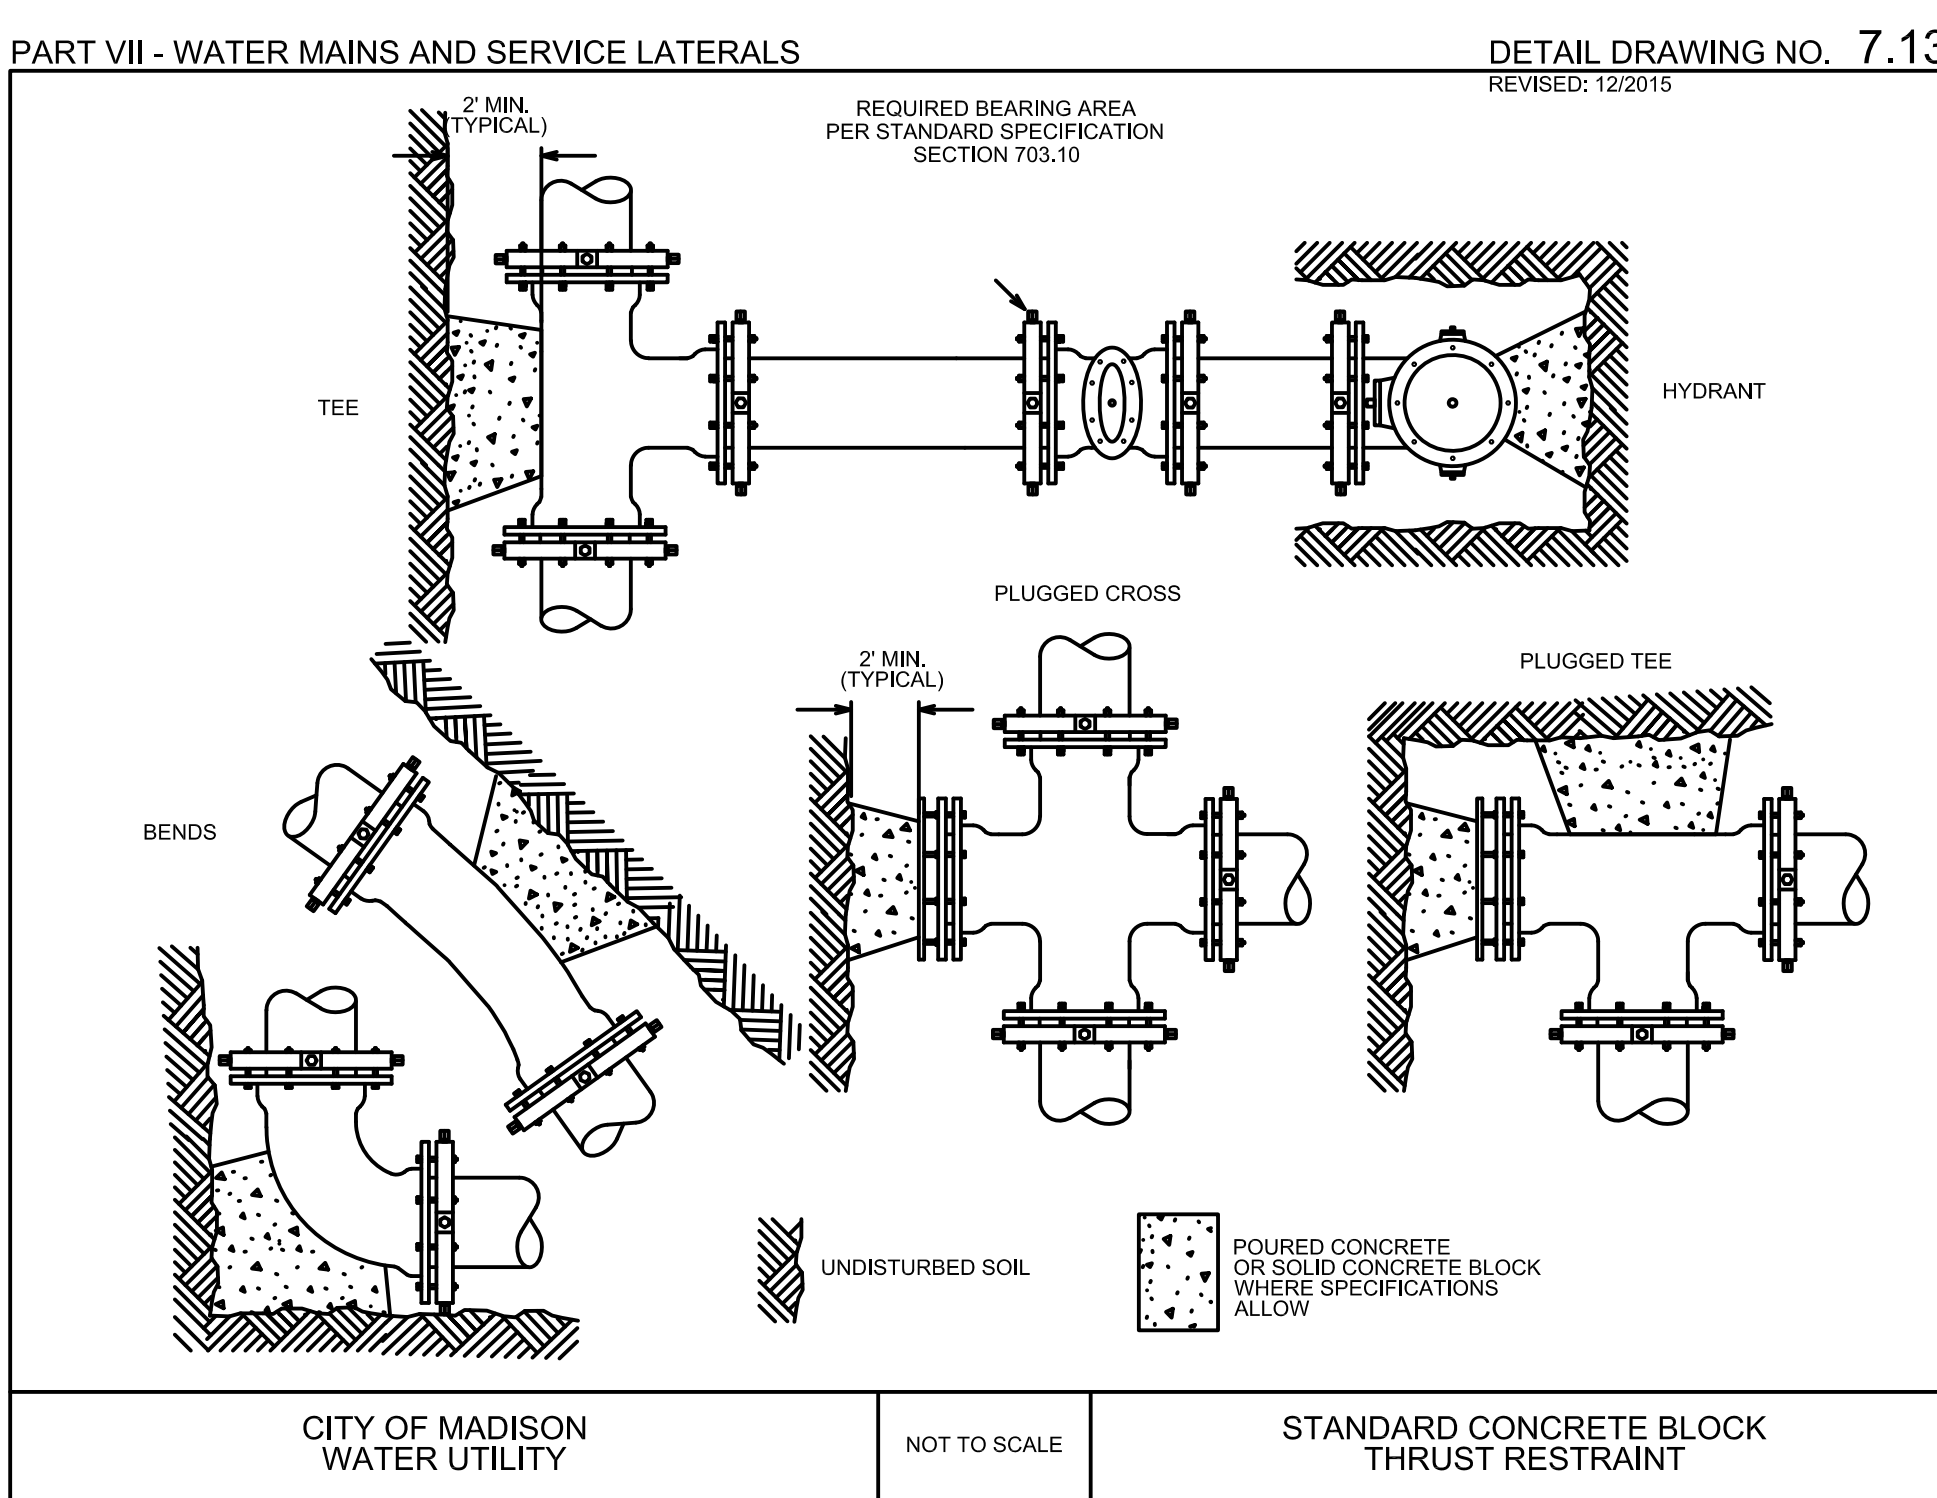 PART VII - WATER MAINS AND SERVICE LATERALS
DETAIL DRAWING NO. 7.13
REVISED: 12/2015
2' MIN.
(TYPICAL)
REQUIRED BEARING AREA
PER STANDARD SPECIFICATION
SECTION 703.10
TEE
HYDRANT
PLUGGED CROSS
2' MIN.
(TYPICAL)
PLUGGED TEE
BENDS
UNDISTURBED SOIL
POURED CONCRETE
OR SOLID CONCRETE BLOCK
WHERE SPECIFICATIONS
ALLOW
CITY OF MADISON
WATER UTILITY
NOT TO SCALE
STANDARD CONCRETE BLOCK
THRUST RESTRAINT